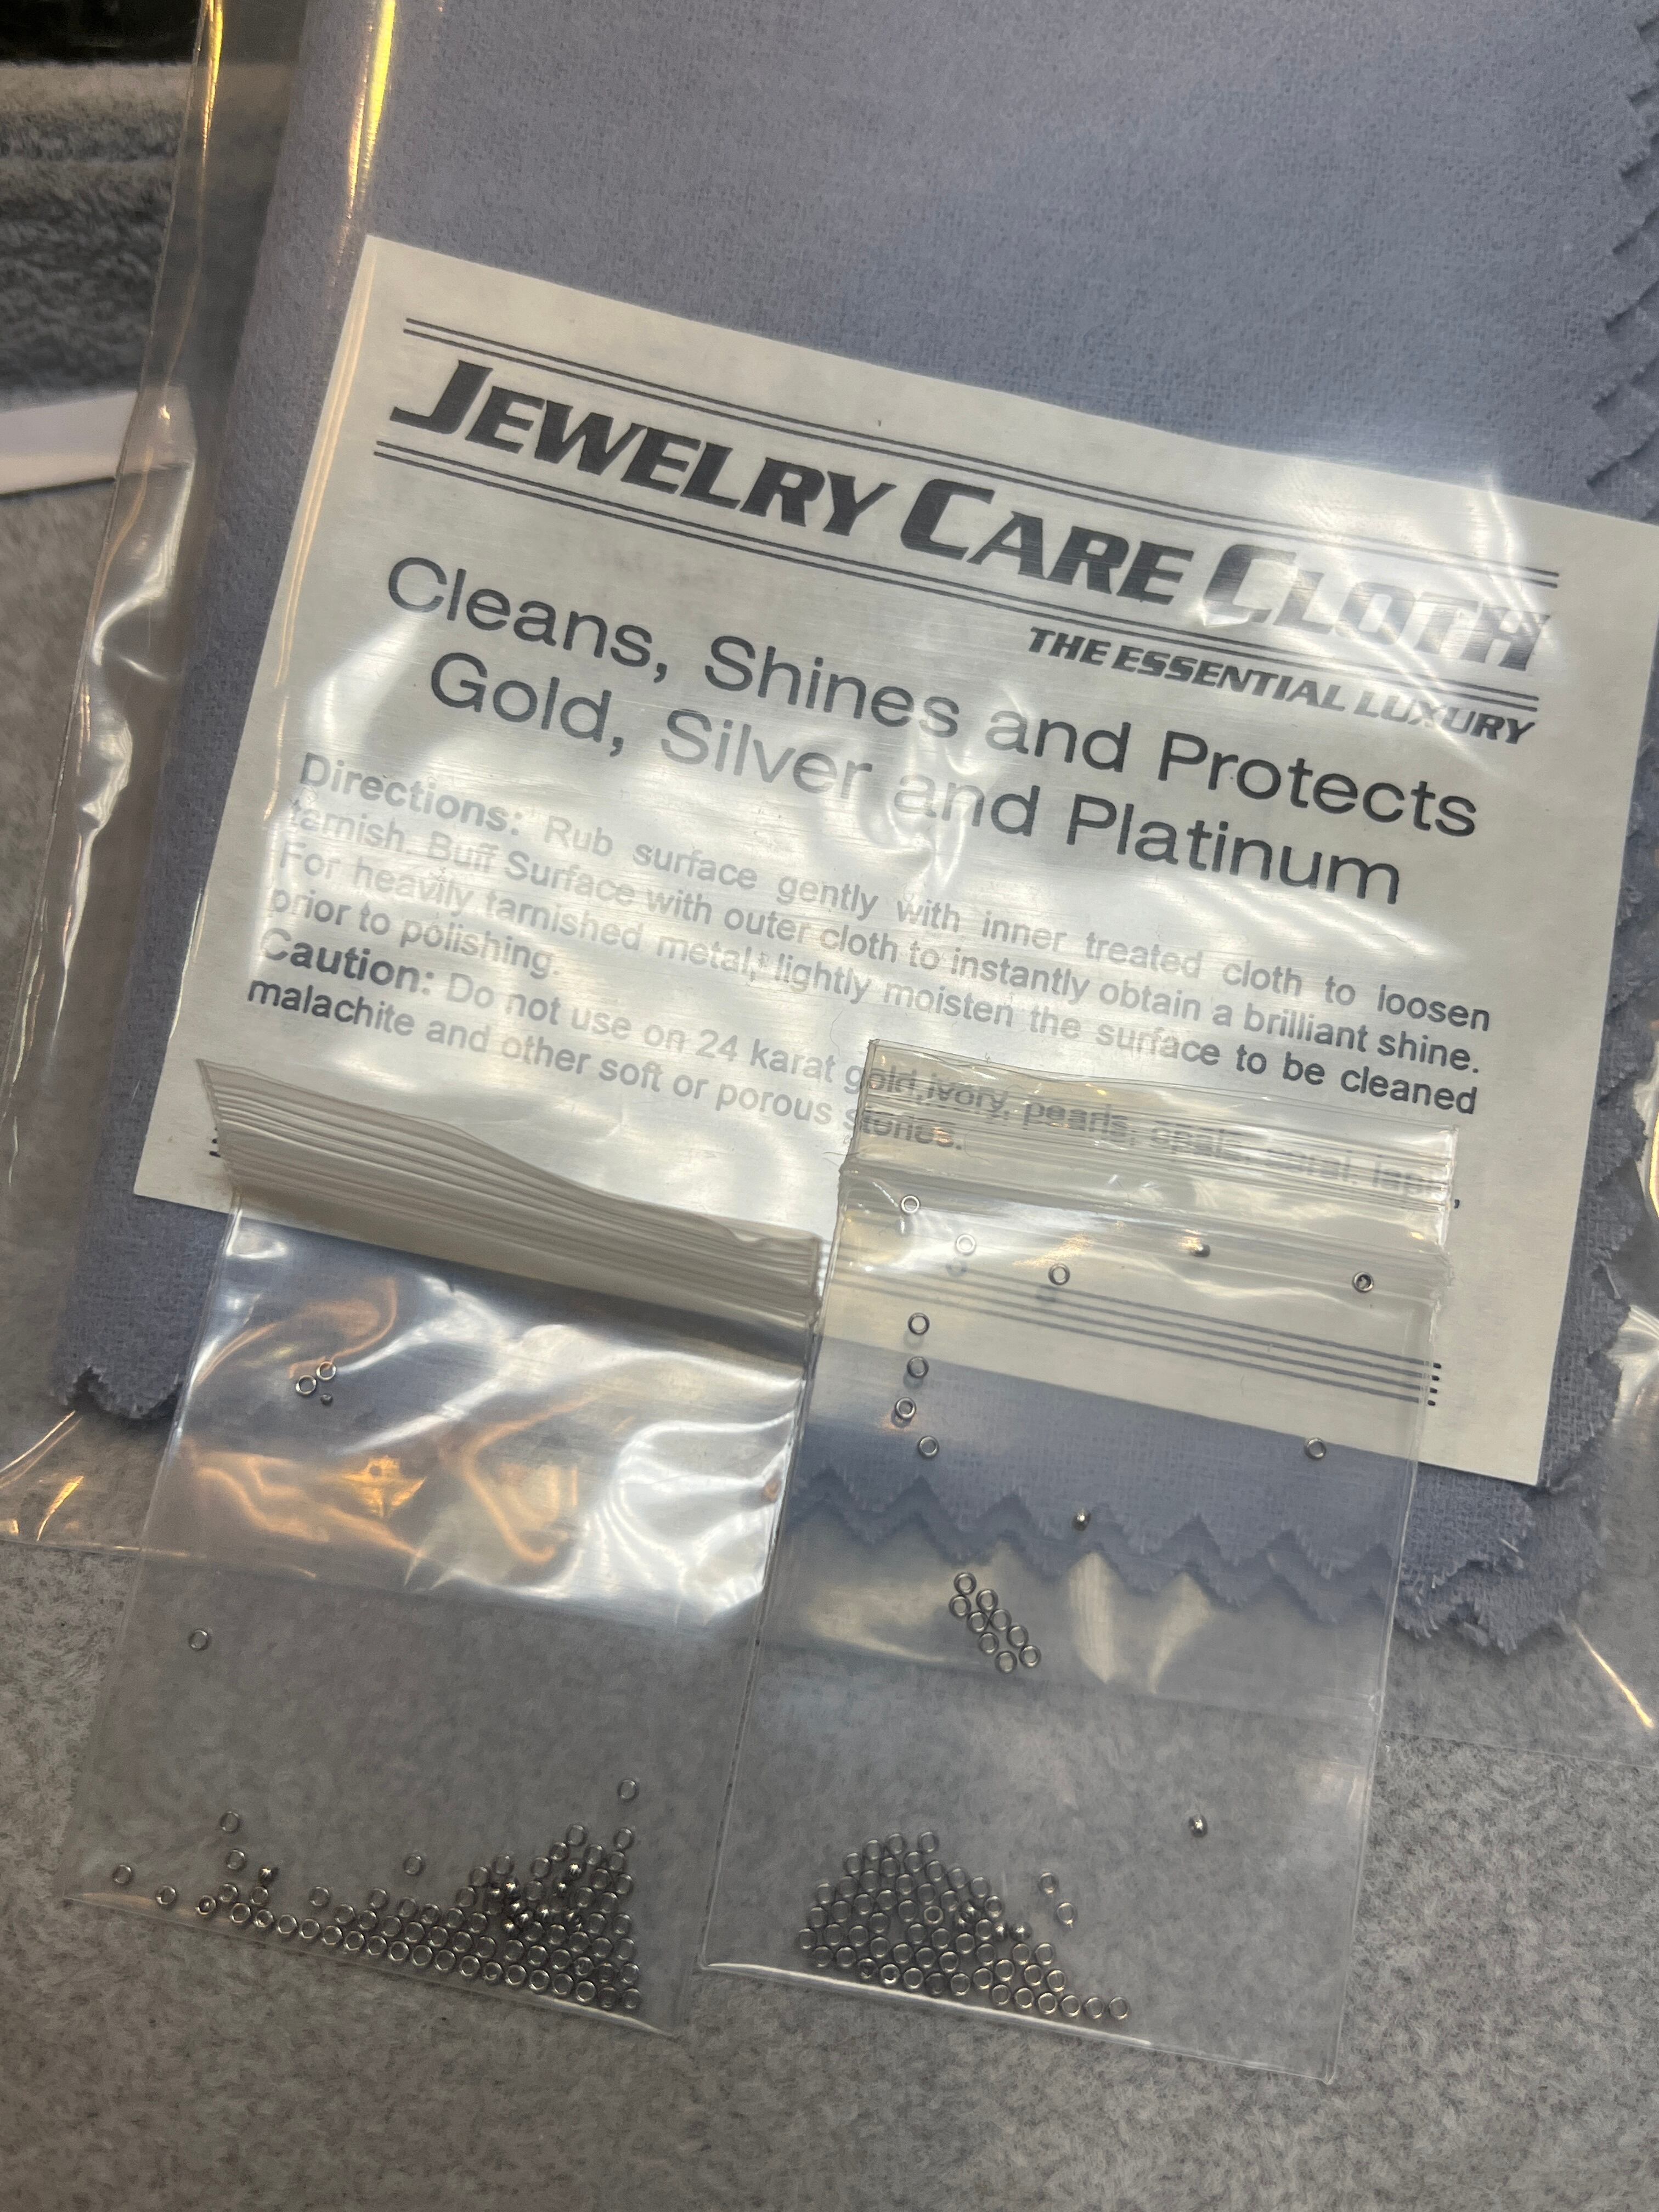 JEWELRY CARE CLOTH
THE ESSENTIAL LUXURY
Cleans, Shines and Protects
Gold, Silver and Platinum
Directions: Rub surface gently with inner treated cloth to loosen
tarnish. Buff Surface with outer cloth to instantly obtain a brilliant shine.
For heavily tarnished metal, lightly moisten the surface to be cleaned
prior to polishing.
Caution: Do not use on 24 karat gold,ivory, pearls, opals, coral, lapis,
malachite and other soft or porous stones.